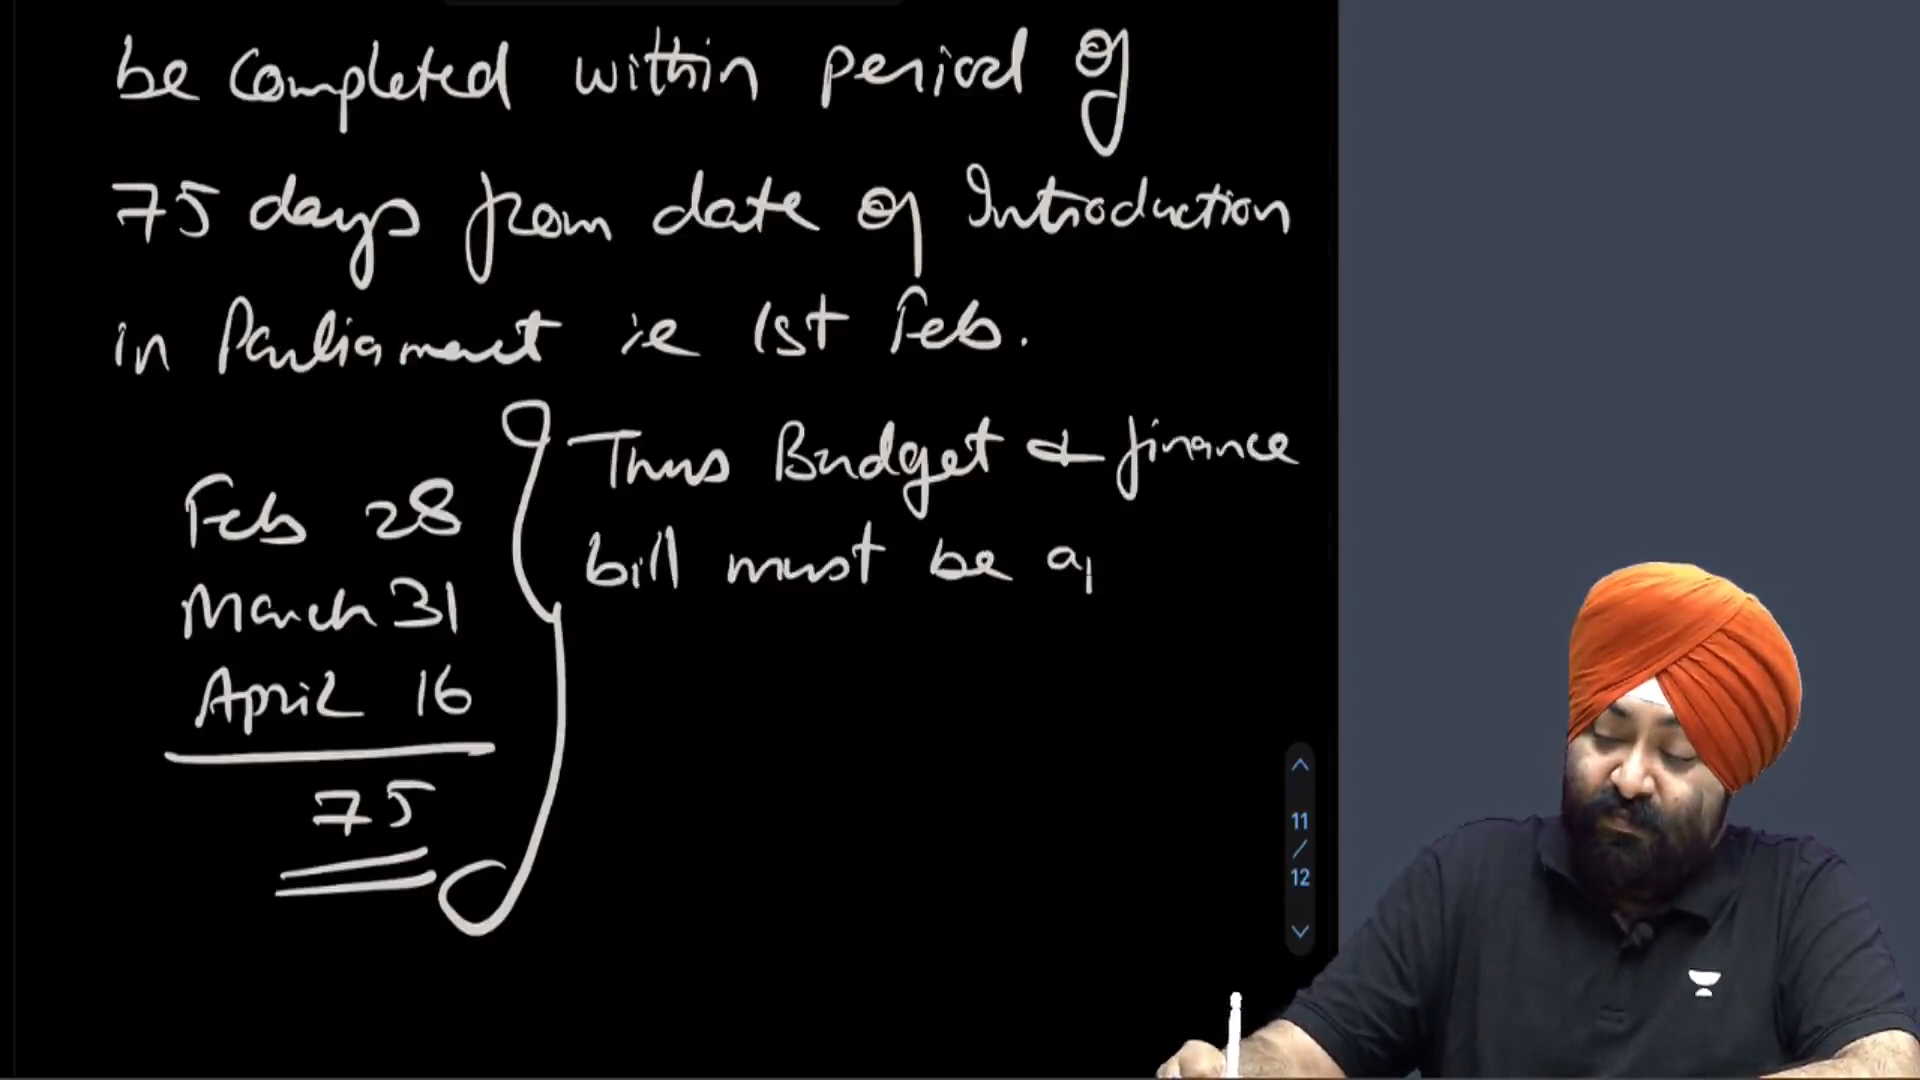 be completed within period of
75 days from date of Introduction
in Parliament ie 1st Feb.
Thus Budget & finance
bill must be a
Feb 28
March 31
April 16
75
11
/
12